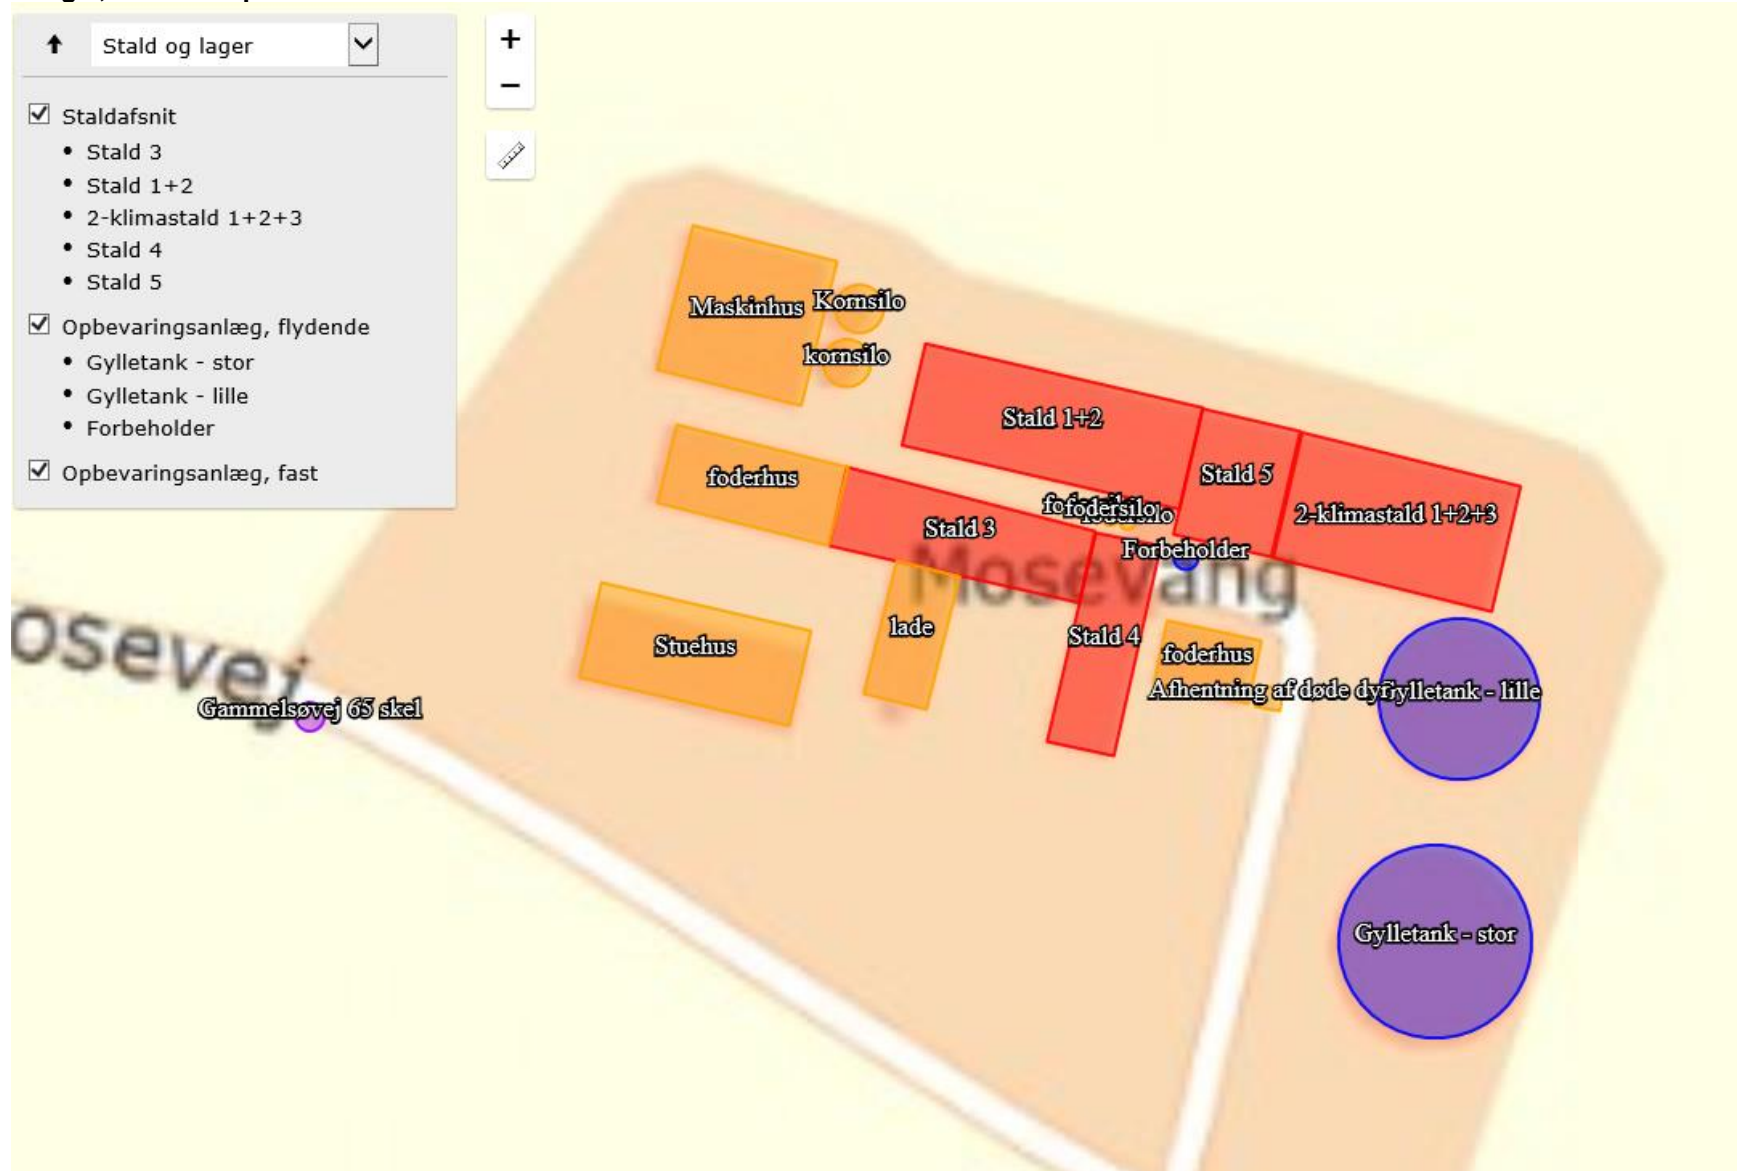 Stald og lager
Staldafsnit
• Stald 3
• Stald 1+2
• 2-klimastald 1+2+3
• Stald 4
• Stald 5
Opbevaringsanlæg, flydende
• Gylletank - stor
• Gylletank - lille
• Forbeholder
Opbevaringsanlæg, fast
+
−
Maskinhus
Kornsilo
kornsilo
Stald 1+2
Stald 5
2-klimastald 1+2+3
foderhus
fodersilo
Stald 3
Forbeholder
Mosevang
lade
Stald 4
Stuehus
foderhus
Afhentning af døde
Gylletank - lille
osevej
Gammelsøvej 65 skel
Gylletank - stor